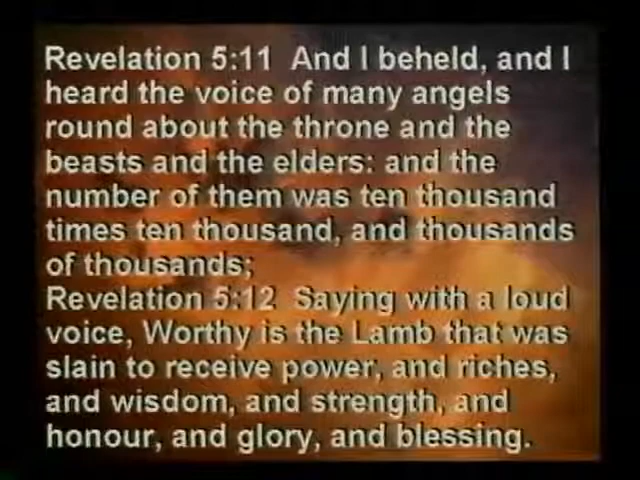 Revelation 5:11  And I beheld, and I
heard the voice of many angels
round about the throne and the
beasts and the elders: and the
number of them was ten thousand
times ten thousand, and thousands
of thousands;
Revelation 5:12  Saying with a loud
voice, Worthy is the Lamb that was
slain to receive power, and riches,
and wisdom, and strength, and
honour, and glory, and blessing.